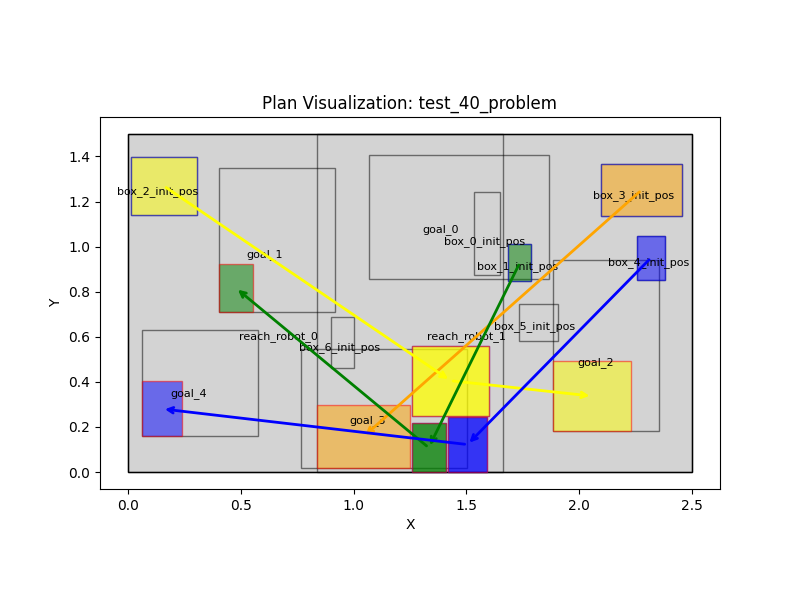 Plan Visualization: test_40_problem
1.4
1.2
1.0
0.8
0.6
0.4
0.2
0.0
Y
box_2_init_pos
box_3_init_pos
goal_0
box_0_init_pos
goal_1
box_1_init_pos
box_4_init_pos
box_5_init_pos
reach_robot_0
reach_robot_1
box_6_init_pos
goal_2
goal_4
goal_3
0.0 0.5 1.0 1.5 2.0 2.5
X